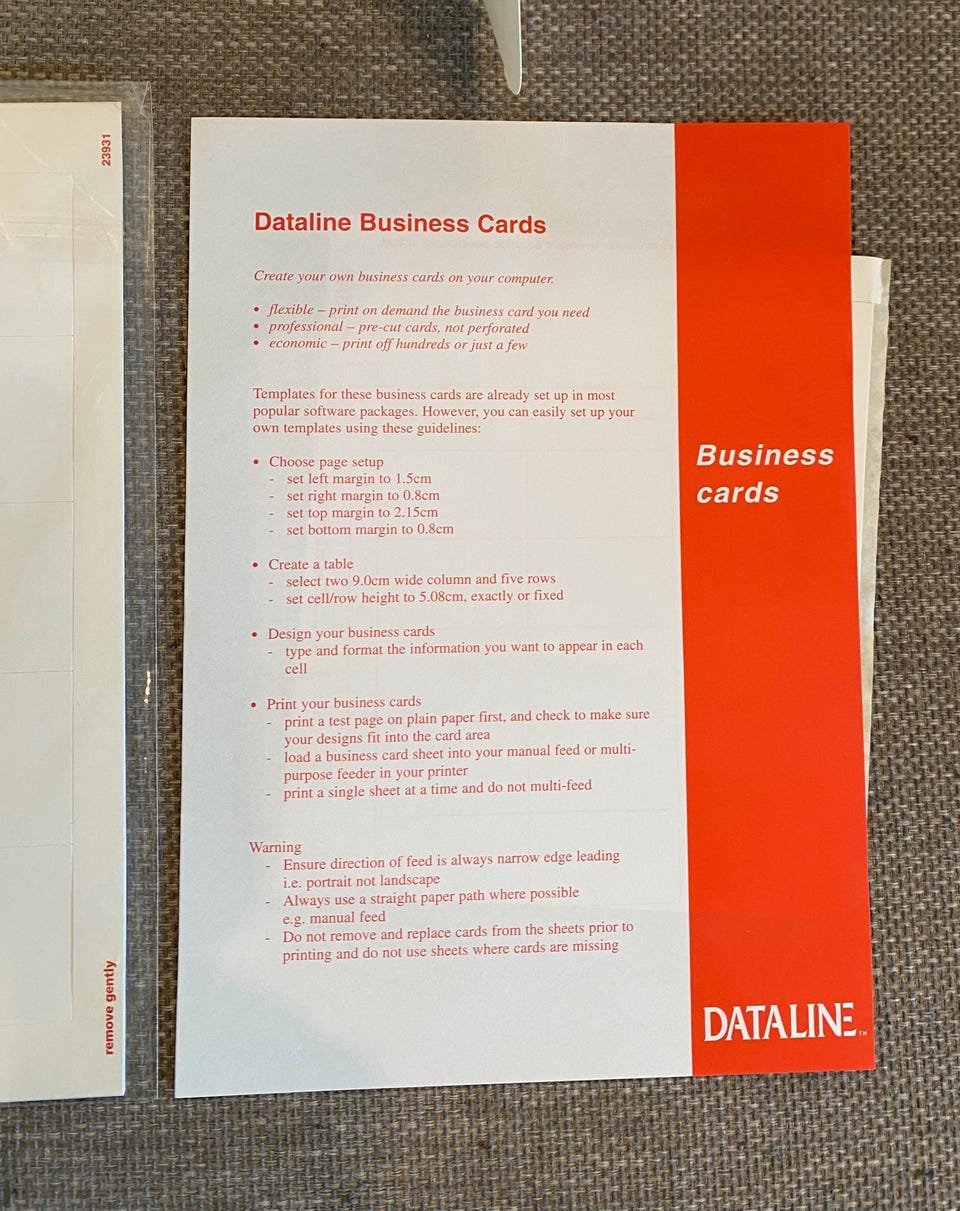 23931
remove gently
Dataline Business Cards
Create your own business cards on your computer.
• flexible – print on demand the business card you need
• professional – pre-cut cards, not perforated
• economic – print off hundreds or just a few
Templates for these business cards are already set up in most
popular software packages. However, you can easily set up your
own templates using these guidelines:
• Choose page setup
- set left margin to 1.5cm
- set right margin to 0.8cm
- set top margin to 2.15cm
- set bottom margin to 0.8cm
• Create a table
- select two 9.0cm wide column and five rows
- set cell/row height to 5.08cm, exactly or fixed
• Design your business cards
- type and format the information you want to appear in each
cell
• Print your business cards
- print a test page on plain paper first, and check to make sure
your designs fit into the card area
- load a business card sheet into your manual feed or multi-
purpose feeder in your printer
- print a single sheet at a time and do not multi-feed
Warning
- Ensure direction of feed is always narrow edge leading
i.e. portrait not landscape
- Always use a straight paper path where possible
e.g. manual feed
- Do not remove and replace cards from the sheets prior to
printing and do not use sheets where cards are missing
Business
cards
DATALINE™